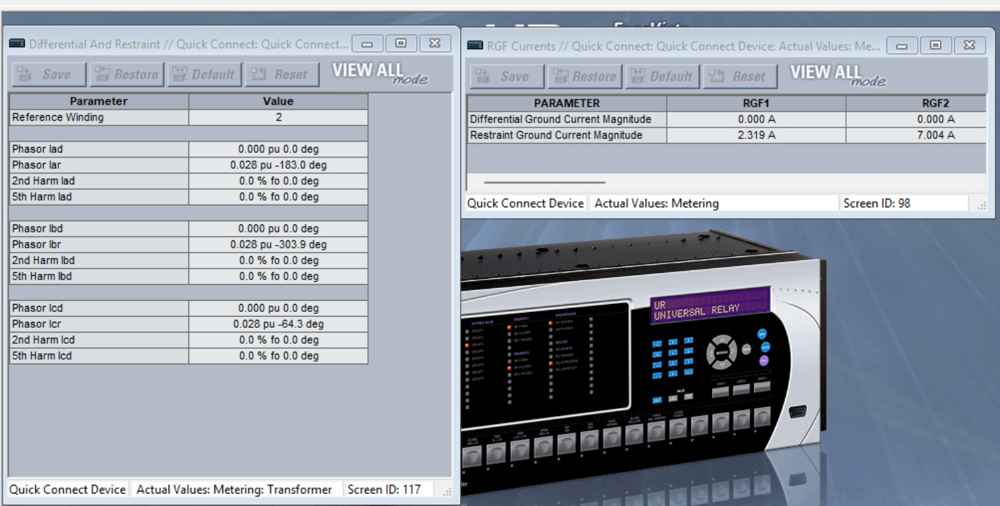 Differential And Restraint // Quick Connect: Quick Connect...
Save Restore Default Reset VIEW ALL mode
Parameter Value
Reference Winding 2
Phasor Iad 0.000 pu 0.0 deg
Phasor Iar 0.028 pu -183.0 deg
2nd Harm Iad 0.0 % fo 0.0 deg
5th Harm Iad 0.0 % fo 0.0 deg
Phasor Ibd 0.000 pu 0.0 deg
Phasor Ibr 0.028 pu -303.9 deg
2nd Harm Ibd 0.0 % fo 0.0 deg
5th Harm Ibd 0.0 % fo 0.0 deg
Phasor Icd 0.000 pu 0.0 deg
Phasor Icr 0.028 pu -64.3 deg
2nd Harm Icd 0.0 % fo 0.0 deg
5th Harm Icd 0.0 % fo 0.0 deg
Quick Connect Device Actual Values: Metering: Transformer Screen ID: 117
RGF Currents // Quick Connect: Quick Connect Device: Actual Values: Me...
Save Restore Default Reset VIEW ALL mode
PARAMETER RGF1 RGF2
Differential Ground Current Magnitude 0.000 A 0.000 A
Restraint Ground Current Magnitude 2.319 A 7.004 A
Quick Connect Device Actual Values: Metering Screen ID: 98
UR
UNIVERSAL RELAY